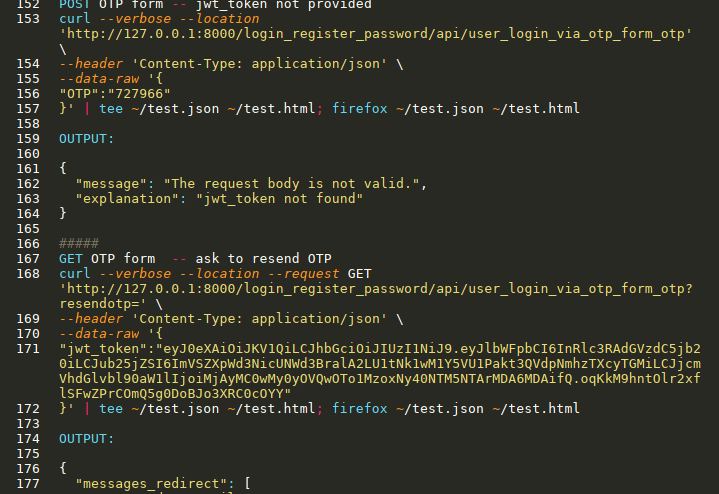 152 POST OTP form -- jwt_token not provided
153 curl --verbose --location
'http://127.0.0.1:8000/login_register_password/api/user_login_via_otp_form_otp'
\
154 --header 'Content-Type: application/json' \
155 --data-raw '{
156 "OTP":"727966"
157 }' | tee ~/test.json ~/test.html; firefox ~/test.json ~/test.html
158
159 OUTPUT:
160
161 {
162 "message": "The request body is not valid.",
163 "explanation": "jwt_token not found"
164 }
165
166 #####
167 GET OTP form -- ask to resend OTP
168 curl --verbose --location --request GET
'http://127.0.0.1:8000/login_register_password/api/user_login_via_otp_form_otp?
resendotp=' \
169 --header 'Content-Type: application/json' \
170 --data-raw '{
171 "jwt_token":"eyJ0eXAiOiJKV1QiLCJhbGciOiJIUzI1NiJ9.eyJlbWFpbCI6InRlc3RAdGVzdC5jb2
0iLCJub25jZSI6ImVSZXpWd3NicUNWd3BralA2LU1tNk1wM1Y5VU1Pakt3QVdpNmhzTXcyTGMiLCJjcm
VhdGlvbl90aW1lIjoiMjAyMC0wMy0yOVQwOTo1MzoxNy40NTM5NTArMDA6MDAifQ.oqKkM9hntOlr2xf
lSFwZPrCOmQ5g0DoBJo3XRC0cOYY"
172 }' | tee ~/test.json ~/test.html; firefox ~/test.json ~/test.html
173
174 OUTPUT:
175
176 {
177 "messages_redirect": [